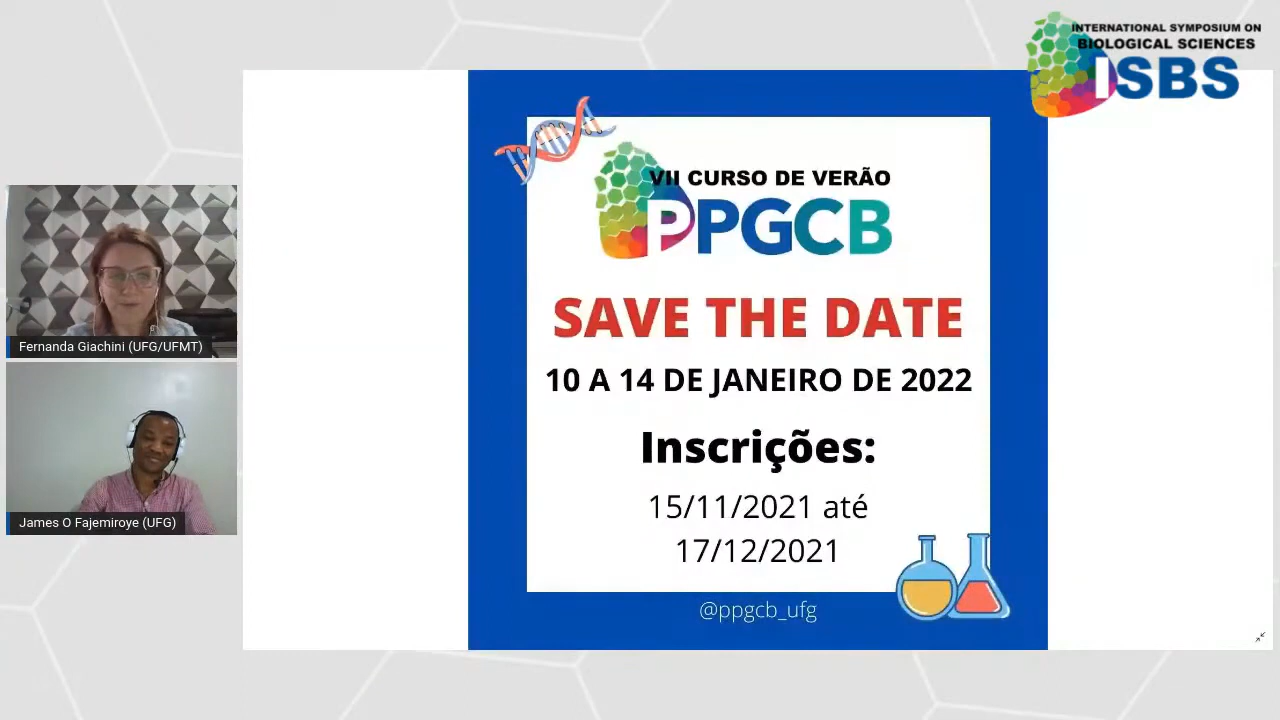 INTERNATIONAL SYMPOSIUM ON
BIOLOGICAL SCIENCES
ISBS
VII CURSO DE VERÃO
PPGCB
SAVE THE DATE
10 A 14 DE JANEIRO DE 2022
Inscrições:
15/11/2021 até
17/12/2021
@ppgcb_ufg
Fernanda Giachini (UFG/UFMT)
James O Fajemiroye (UFG)